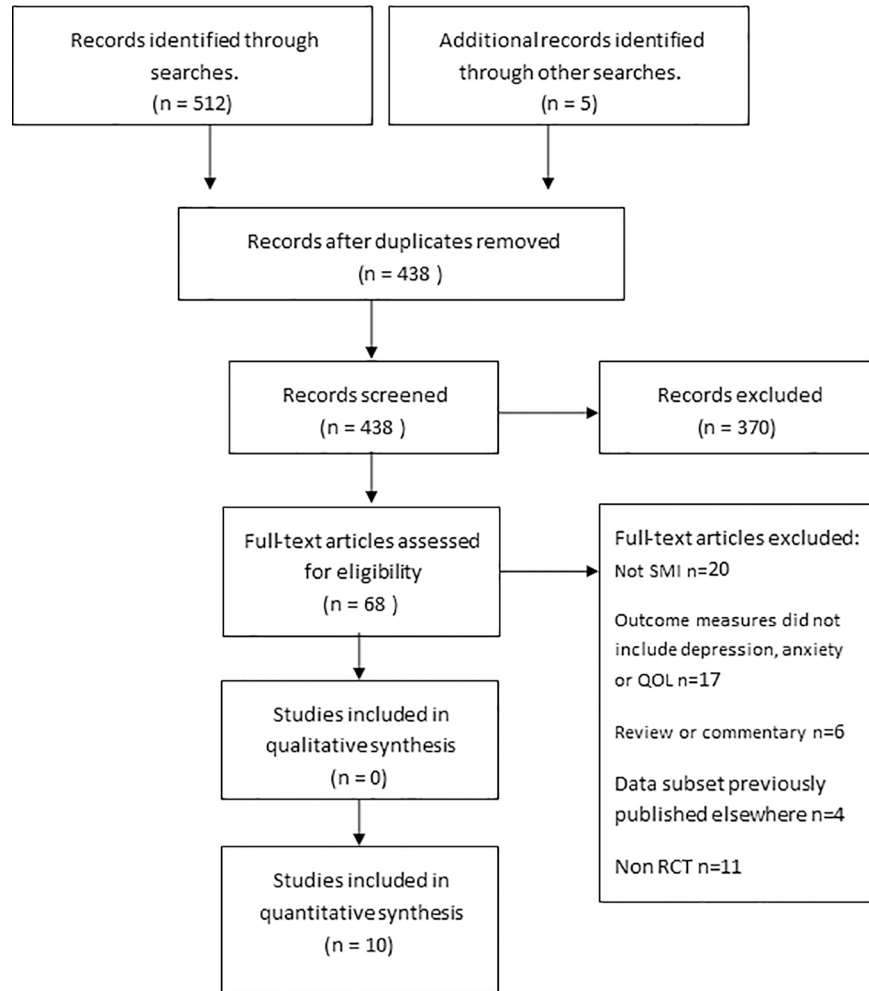 Records identified through
searches.
(n = 512)
Additional records identified
through other searches.
(n = 5)
Records after duplicates removed
(n = 438 )
Records screened
(n = 438 )
Records excluded
(n = 370)
Full-text articles assessed
for eligibility
(n = 68 )
Full-text articles excluded:
Not SMI n=20
Outcome measures did not
include depression, anxiety
or QOL n=17
Review or commentary n=6
Data subset previously
published elsewhere n=4
Non RCT n=11
Studies included in
qualitative synthesis
(n = 0)
Studies included in
quantitative synthesis
(n = 10)